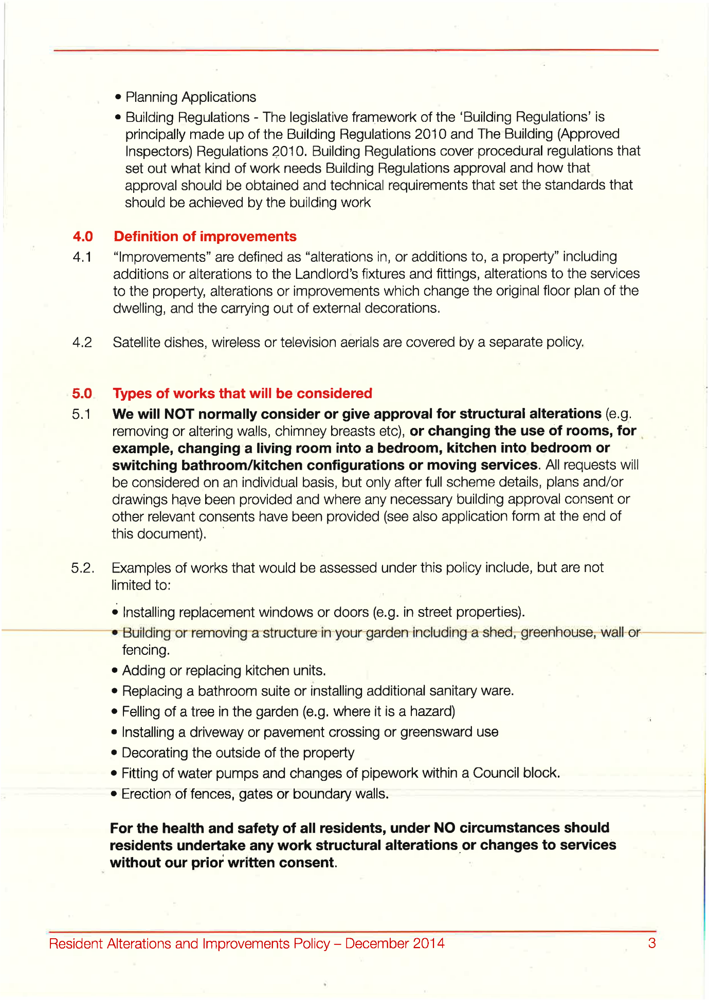 • Planning Applications
• Building Regulations - The legislative framework of the ‘Building Regulations’ is
principally made up of the Building Regulations 2010 and The Building (Approved
Inspectors) Regulations 2010. Building Regulations cover procedural regulations that
set out what kind of work needs Building Regulations approval and how that
approval should be obtained and technical requirements that set the standards that
should be achieved by the building work
4.0 Definition of improvements
4.1 “Improvements” are defined as “alterations in, or additions to, a property” including
additions or alterations to the Landlord’s fixtures and fittings, alterations to the services
to the property, alterations or improvements which change the original floor plan of the
dwelling, and the carrying out of external decorations.
4.2 Satellite dishes, wireless or television aerials are covered by a separate policy.
5.0 Types of works that will be considered
5.1 We will NOT normally consider or give approval for structural alterations (e.g.
removing or altering walls, chimney breasts etc), or changing the use of rooms, for
example, changing a living room into a bedroom, kitchen into bedroom or
switching bathroom/kitchen configurations or moving services. All requests will
be considered on an individual basis, but only after full scheme details, plans and/or
drawings have been provided and where any necessary building approval consent or
other relevant consents have been provided (see also application form at the end of
this document).
5.2. Examples of works that would be assessed under this policy include, but are not
limited to:
• Installing replacement windows or doors (e.g. in street properties).
• Building or removing a structure in your garden including a shed, greenhouse, wall or
fencing.
• Adding or replacing kitchen units.
• Replacing a bathroom suite or installing additional sanitary ware.
• Felling of a tree in the garden (e.g. where it is a hazard)
• Installing a driveway or pavement crossing or greensward use
• Decorating the outside of the property
• Fitting of water pumps and changes of pipework within a Council block.
• Erection of fences, gates or boundary walls.
For the health and safety of all residents, under NO circumstances should
residents undertake any work structural alterations or changes to services
without our prior written consent.
Resident Alterations and Improvements Policy – December 2014 3